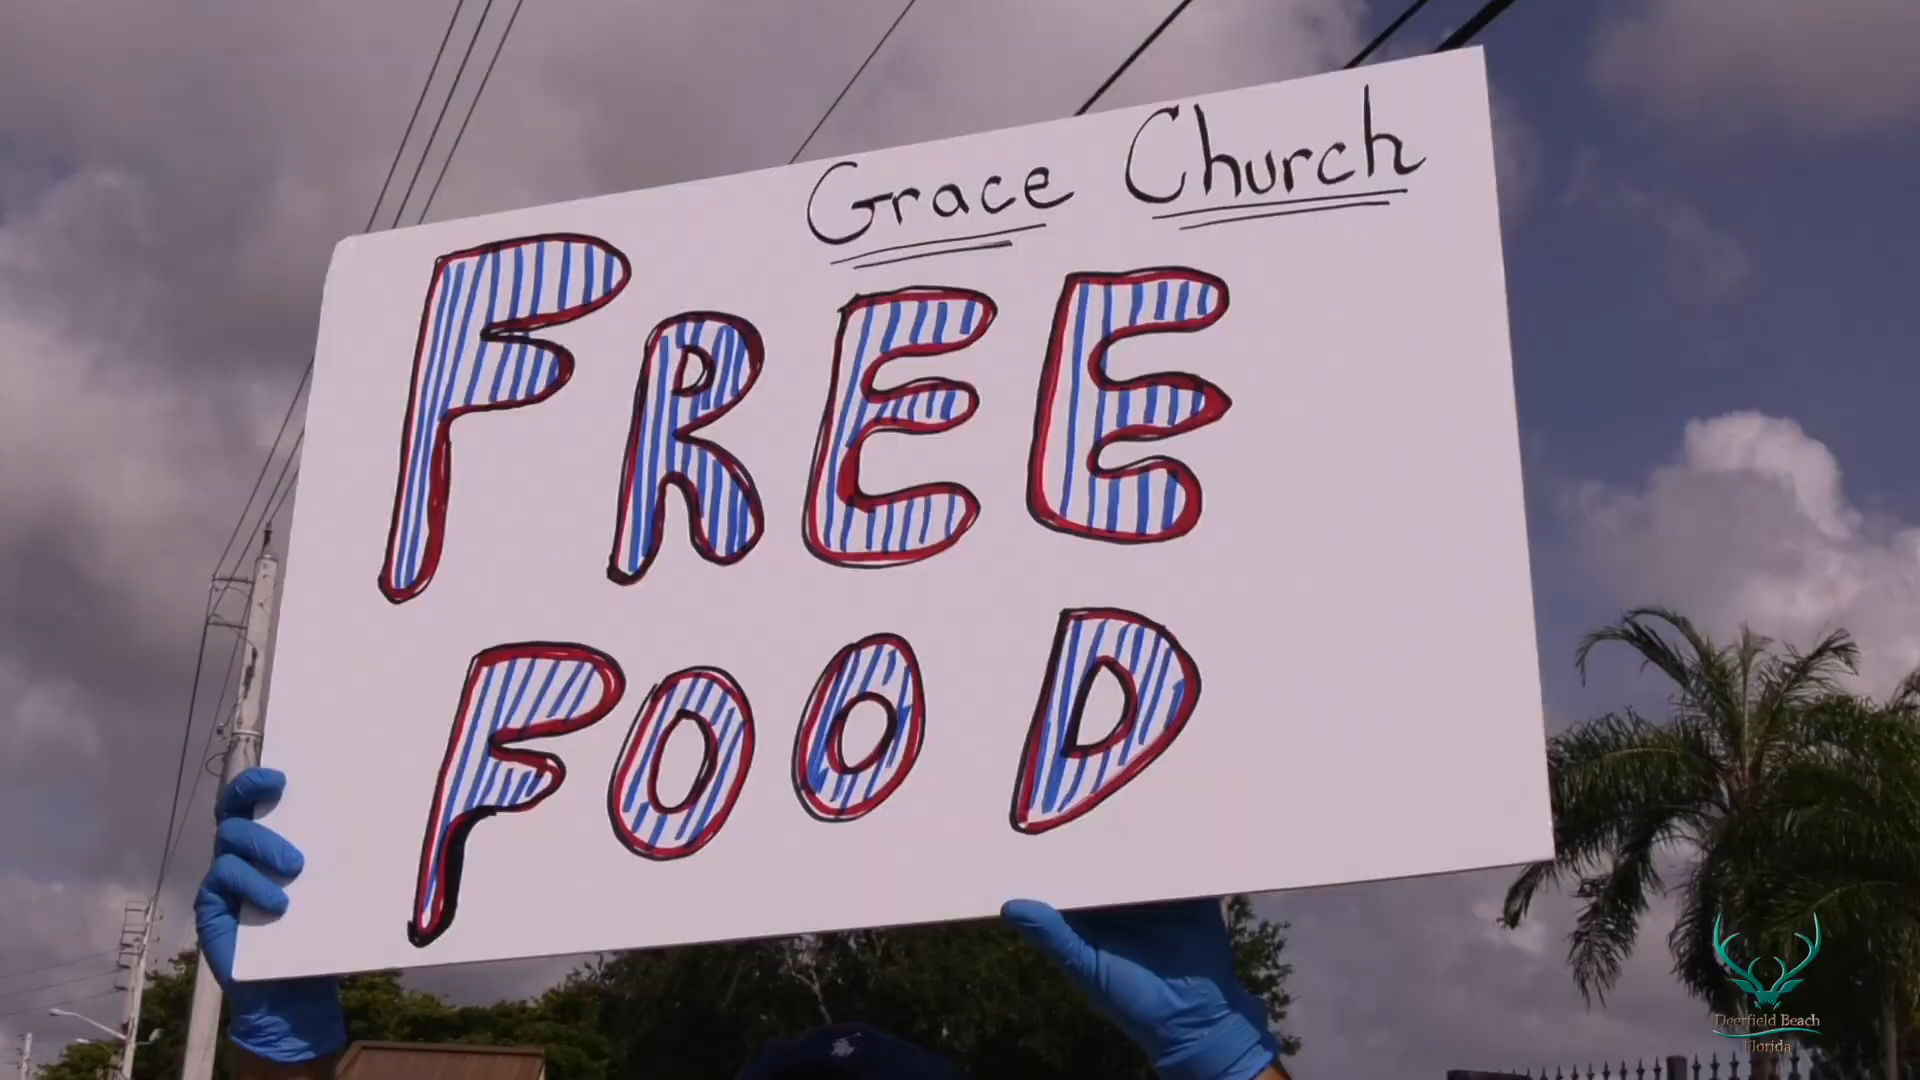 Grace Church
FREE
FOOD
Deerfield Beach
Florida